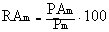 RAm = PAm / Pm · 100